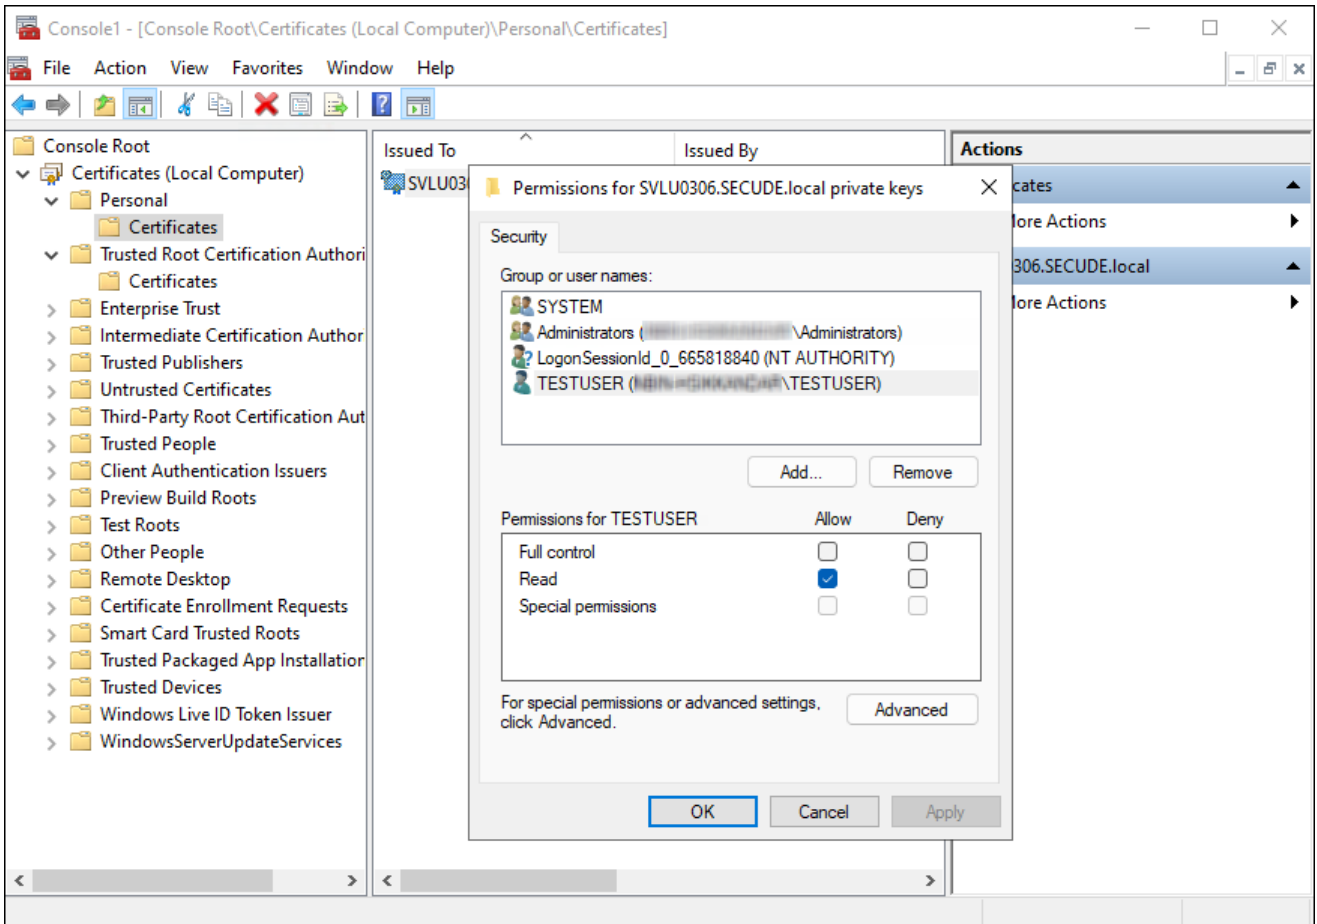 Console1 - [Console Root\Certificates (Local Computer)\Personal\Certificates]
File Action View Favorites Window Help
Console Root
Certificates (Local Computer)
Personal
Certificates
Trusted Root Certification Authori
Certificates
Enterprise Trust
Intermediate Certification Author
Trusted Publishers
Untrusted Certificates
Third-Party Root Certification Aut
Trusted People
Client Authentication Issuers
Preview Build Roots
Test Roots
Other People
Remote Desktop
Certificate Enrollment Requests
Smart Card Trusted Roots
Trusted Packaged App Installation
Trusted Devices
Windows Live ID Token Issuer
WindowsServerUpdateServices
Issued To Issued By
SVLU030
Permissions for SVLU0306.SECUDE.local private keys
Security
Group or user names:
SYSTEM
Administrators ( \Administrators)
LogonSessionId_0_665818840 (NT AUTHORITY)
TESTUSER ( \TESTUSER)
Add... Remove
Permissions for TESTUSER Allow Deny
Full control
Read
Special permissions
For special permissions or advanced settings,
click Advanced.
Advanced
OK Cancel Apply
Actions
cates
lore Actions
306.SECUDE.local
lore Actions